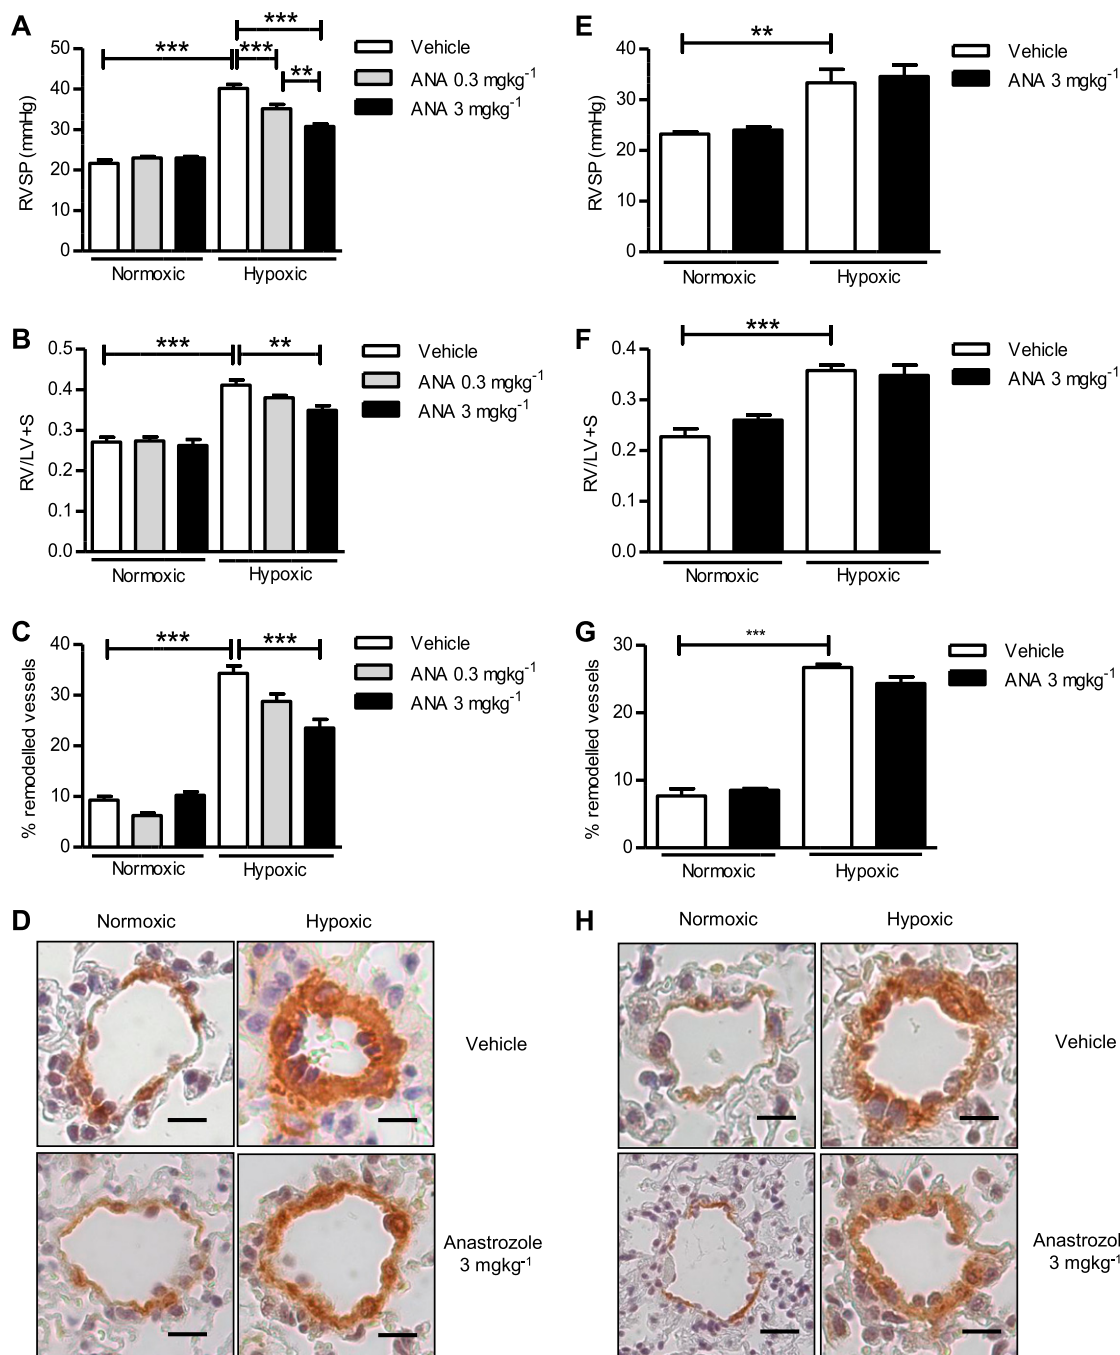 A
***
***
***
**
50
40
30
20
10
0
RVSP (mmHg)
Normoxic
Hypoxic
Vehicle
ANA 0.3 mgkg-1
ANA 3 mgkg-1
E
**
40
30
20
10
0
RVSP (mmHg)
Normoxic
Hypoxic
Vehicle
ANA 3 mgkg-1
B
***
**
0.5
0.4
0.3
0.2
0.1
0.0
RV/LV+S
Normoxic
Hypoxic
Vehicle
ANA 0.3 mgkg-1
ANA 3 mgkg-1
F
***
0.4
0.3
0.2
0.1
0.0
RV/LV+S
Normoxic
Hypoxic
Vehicle
ANA 3 mgkg-1
C
***
***
40
30
20
10
0
% remodelled vessels
Normoxic
Hypoxic
Vehicle
ANA 0.3 mgkg-1
ANA 3 mgkg-1
G
***
30
20
10
0
% remodelled vessels
Normoxic
Hypoxic
Vehicle
ANA 3 mgkg-1
D
Normoxic
Hypoxic
Vehicle
Anastrozole
3 mgkg-1
H
Normoxic
Hypoxic
Vehicle
Anastrozol
3 mgkg-1